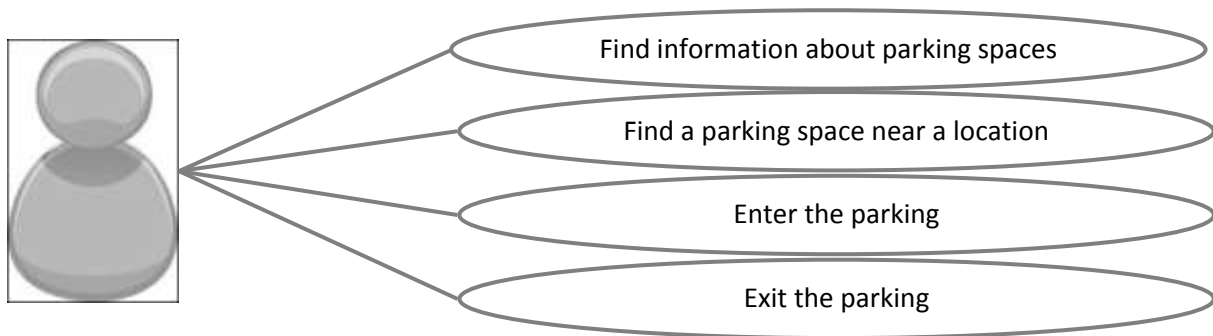 Find information about parking spaces
Find a parking space near a location
Enter the parking
Exit the parking